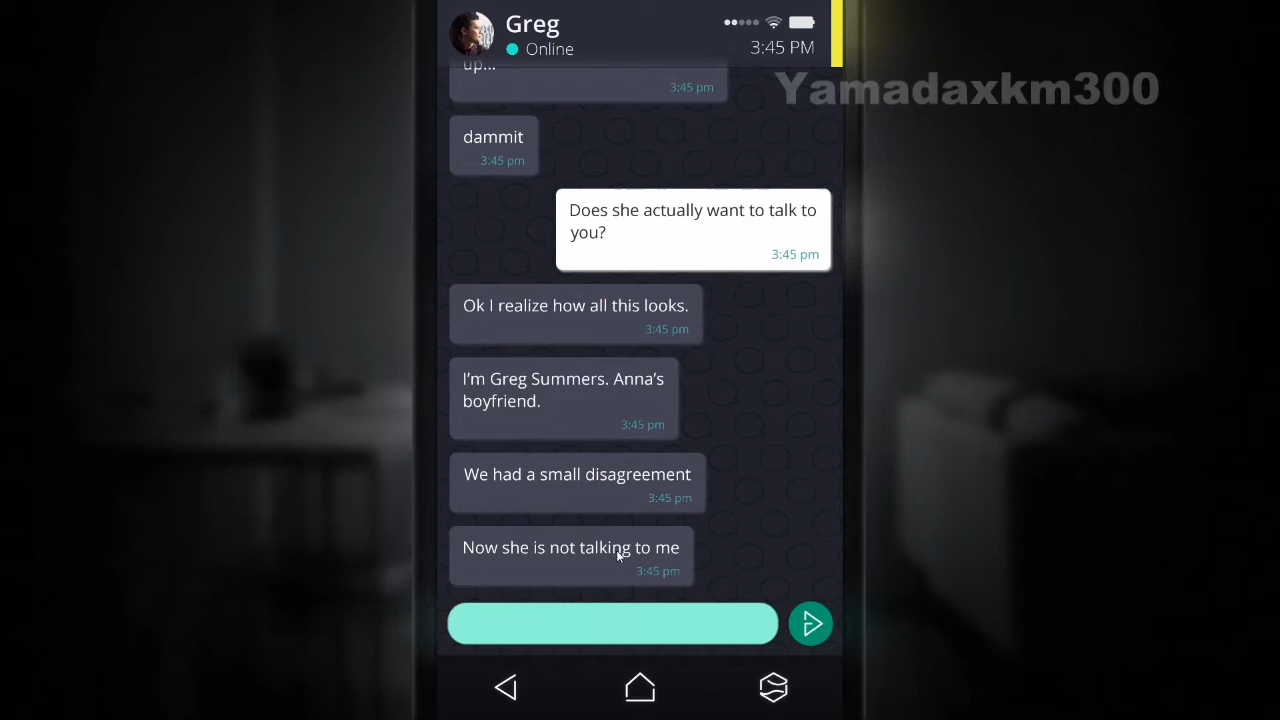 Greg
Online
3:45 PM
Yamadaxkm300
up...
3:45 pm
dammit
3:45 pm
Does she actually want to talk to
you?
3:45 pm
Ok I realize how all this looks.
3:45 pm
I'm Greg Summers. Anna's
boyfriend.
3:45 pm
We had a small disagreement
3:45 pm
Now she is not talking to me
3:45 pm